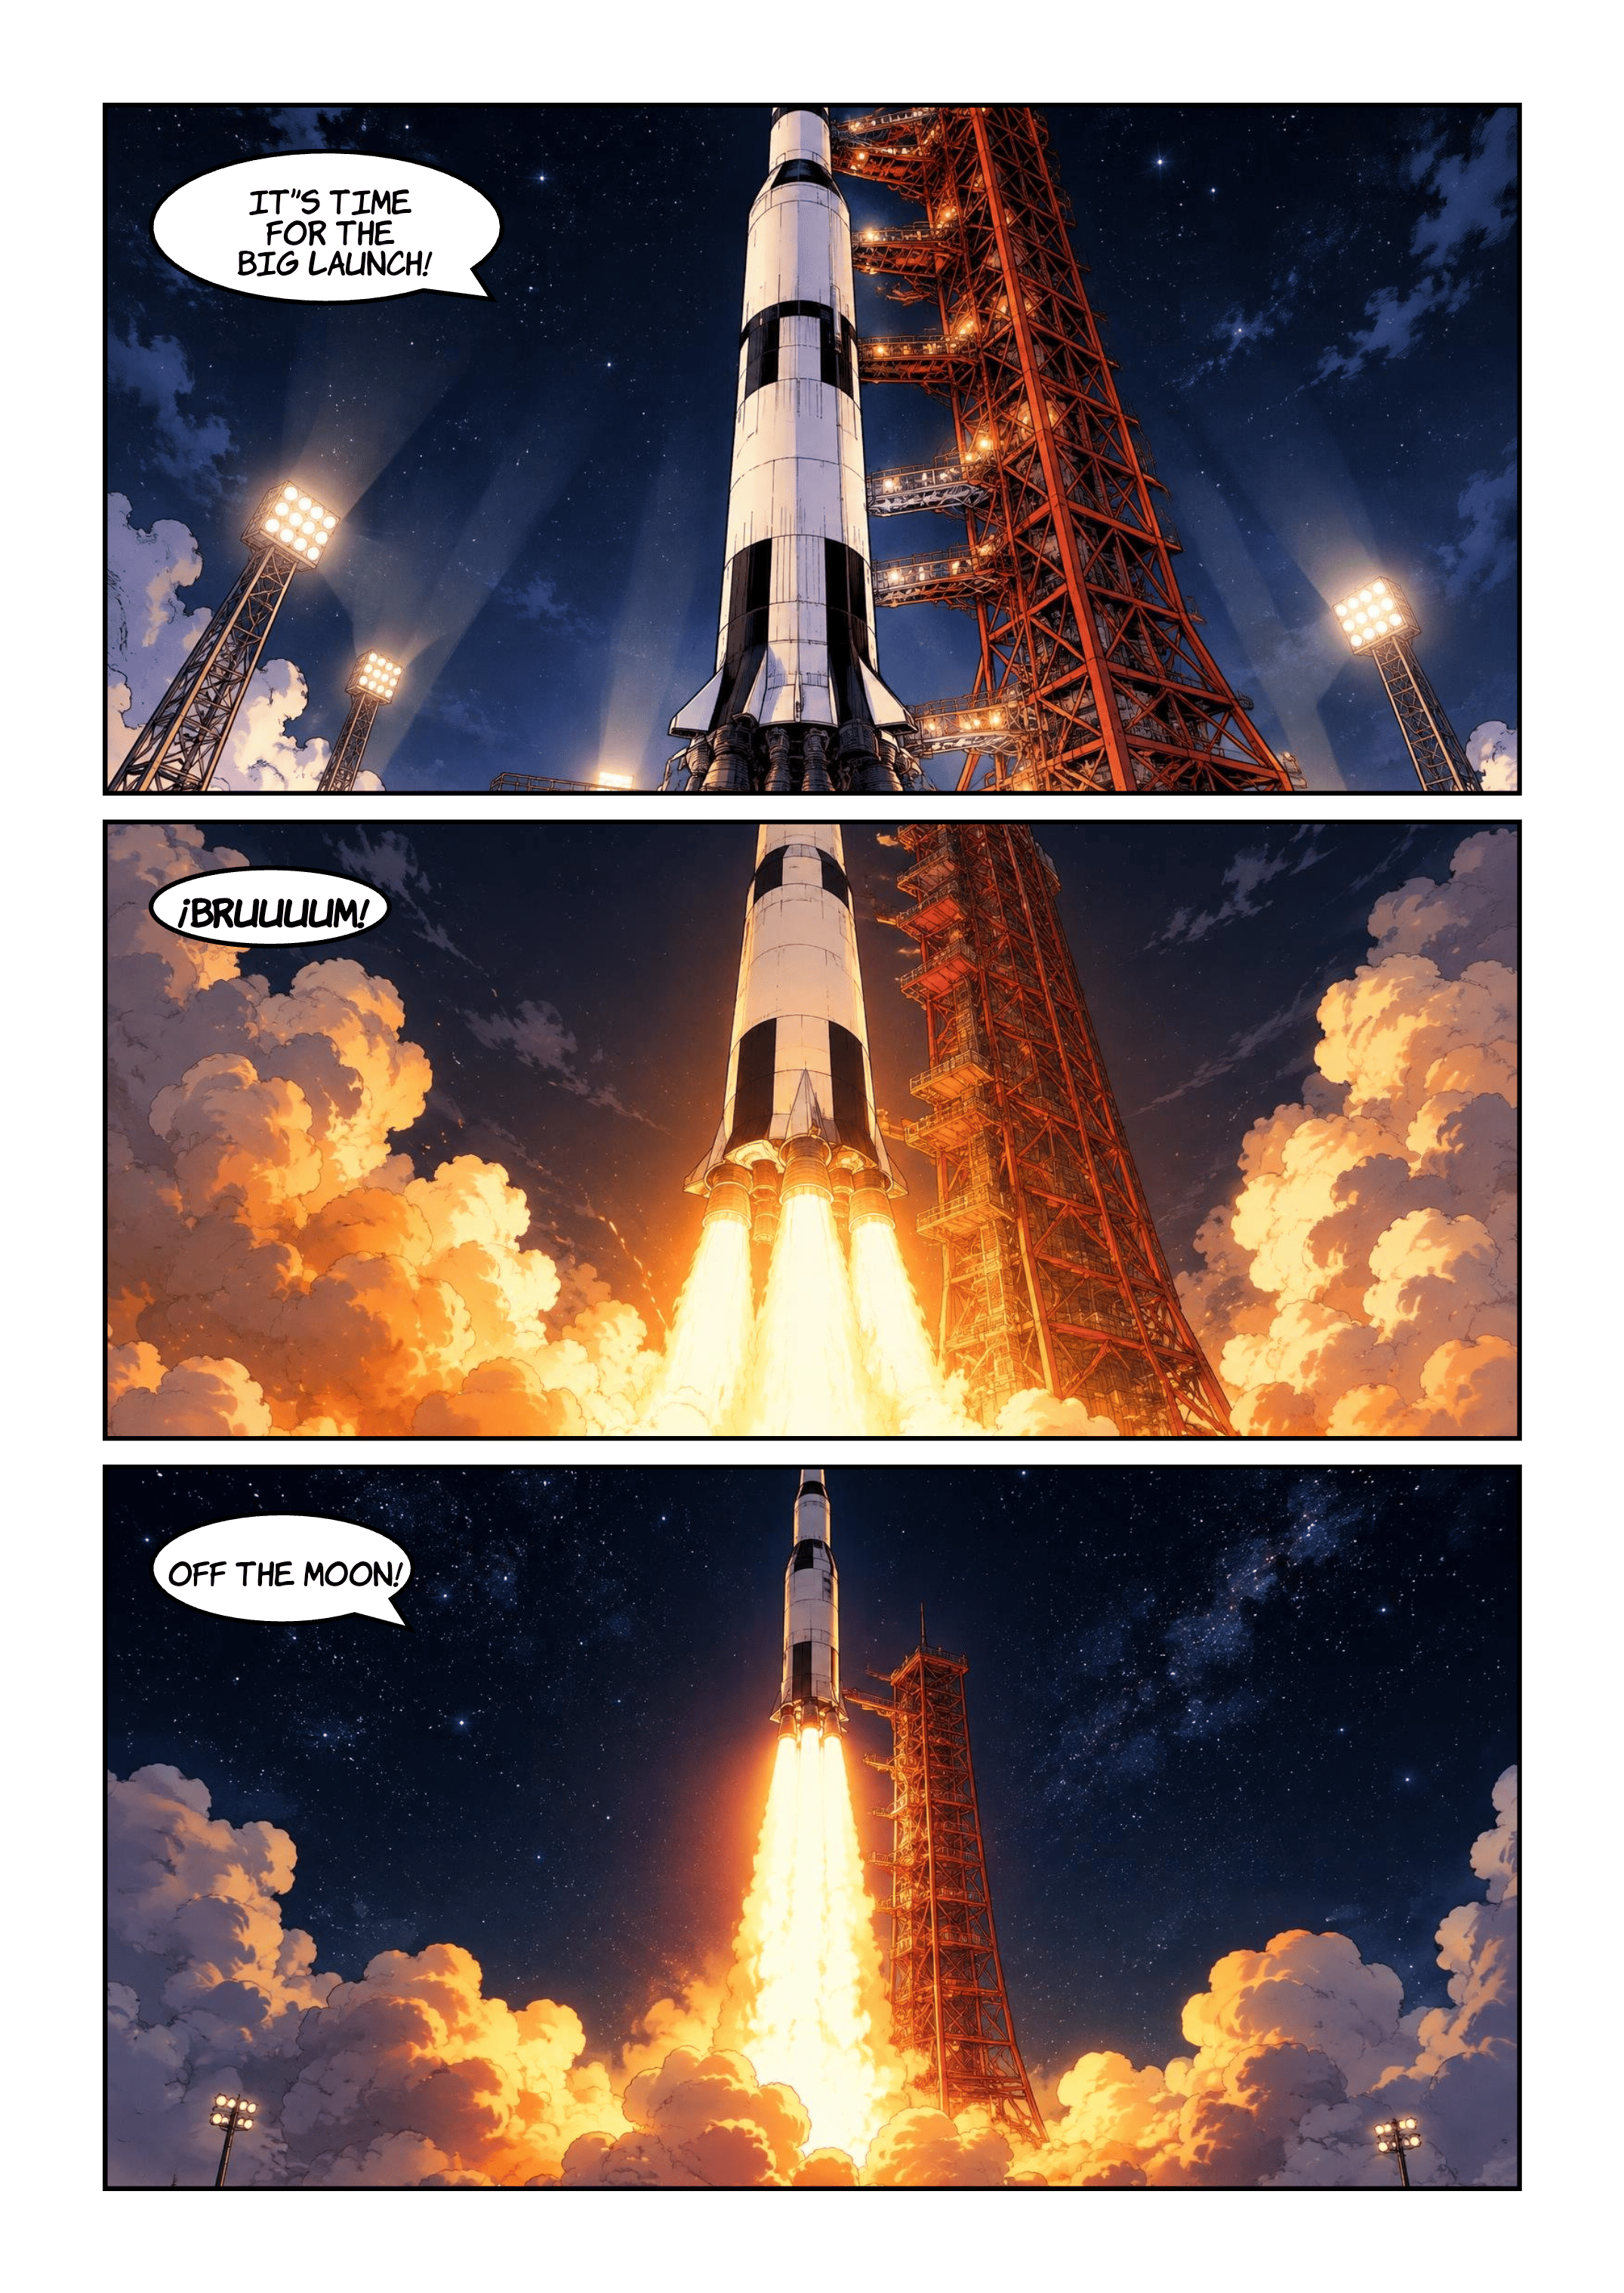 IT"S TIME
FOR THE
BIG LAUNCH!
¡BRUUUUM!
OFF THE MOON!